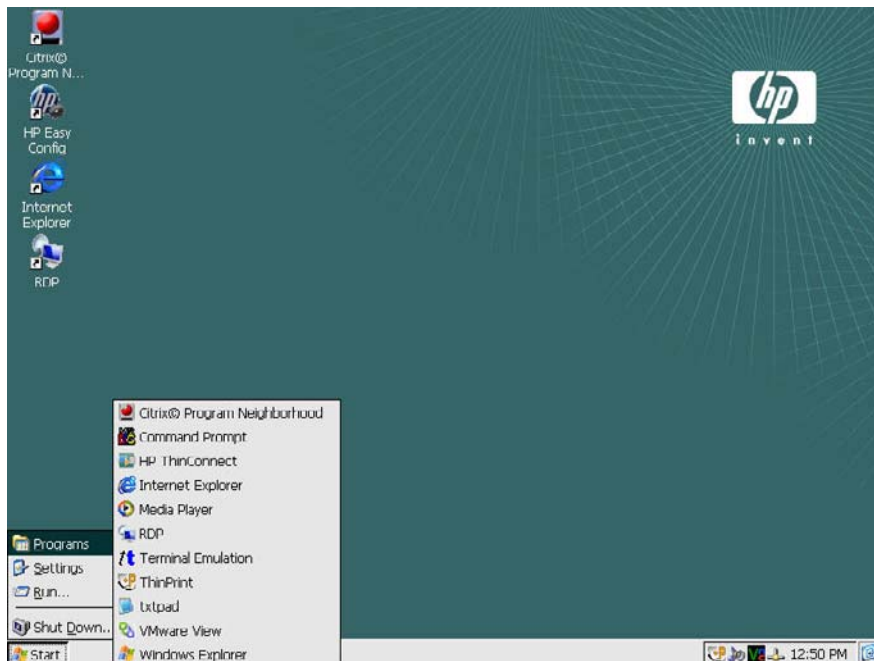 Citrix©
Program N...
HP Easy
Config
Internet
Explorer
RDP
hp
invent
Citrix© Program Neighborhood
Command Prompt
HP ThinConnect
Internet Explorer
Media Player
RDP
Terminal Emulation
ThinPrint
txtpad
VMware View
Windows Explorer
Programs
Settings
Run...
Shut Down..
Start
12:50 PM